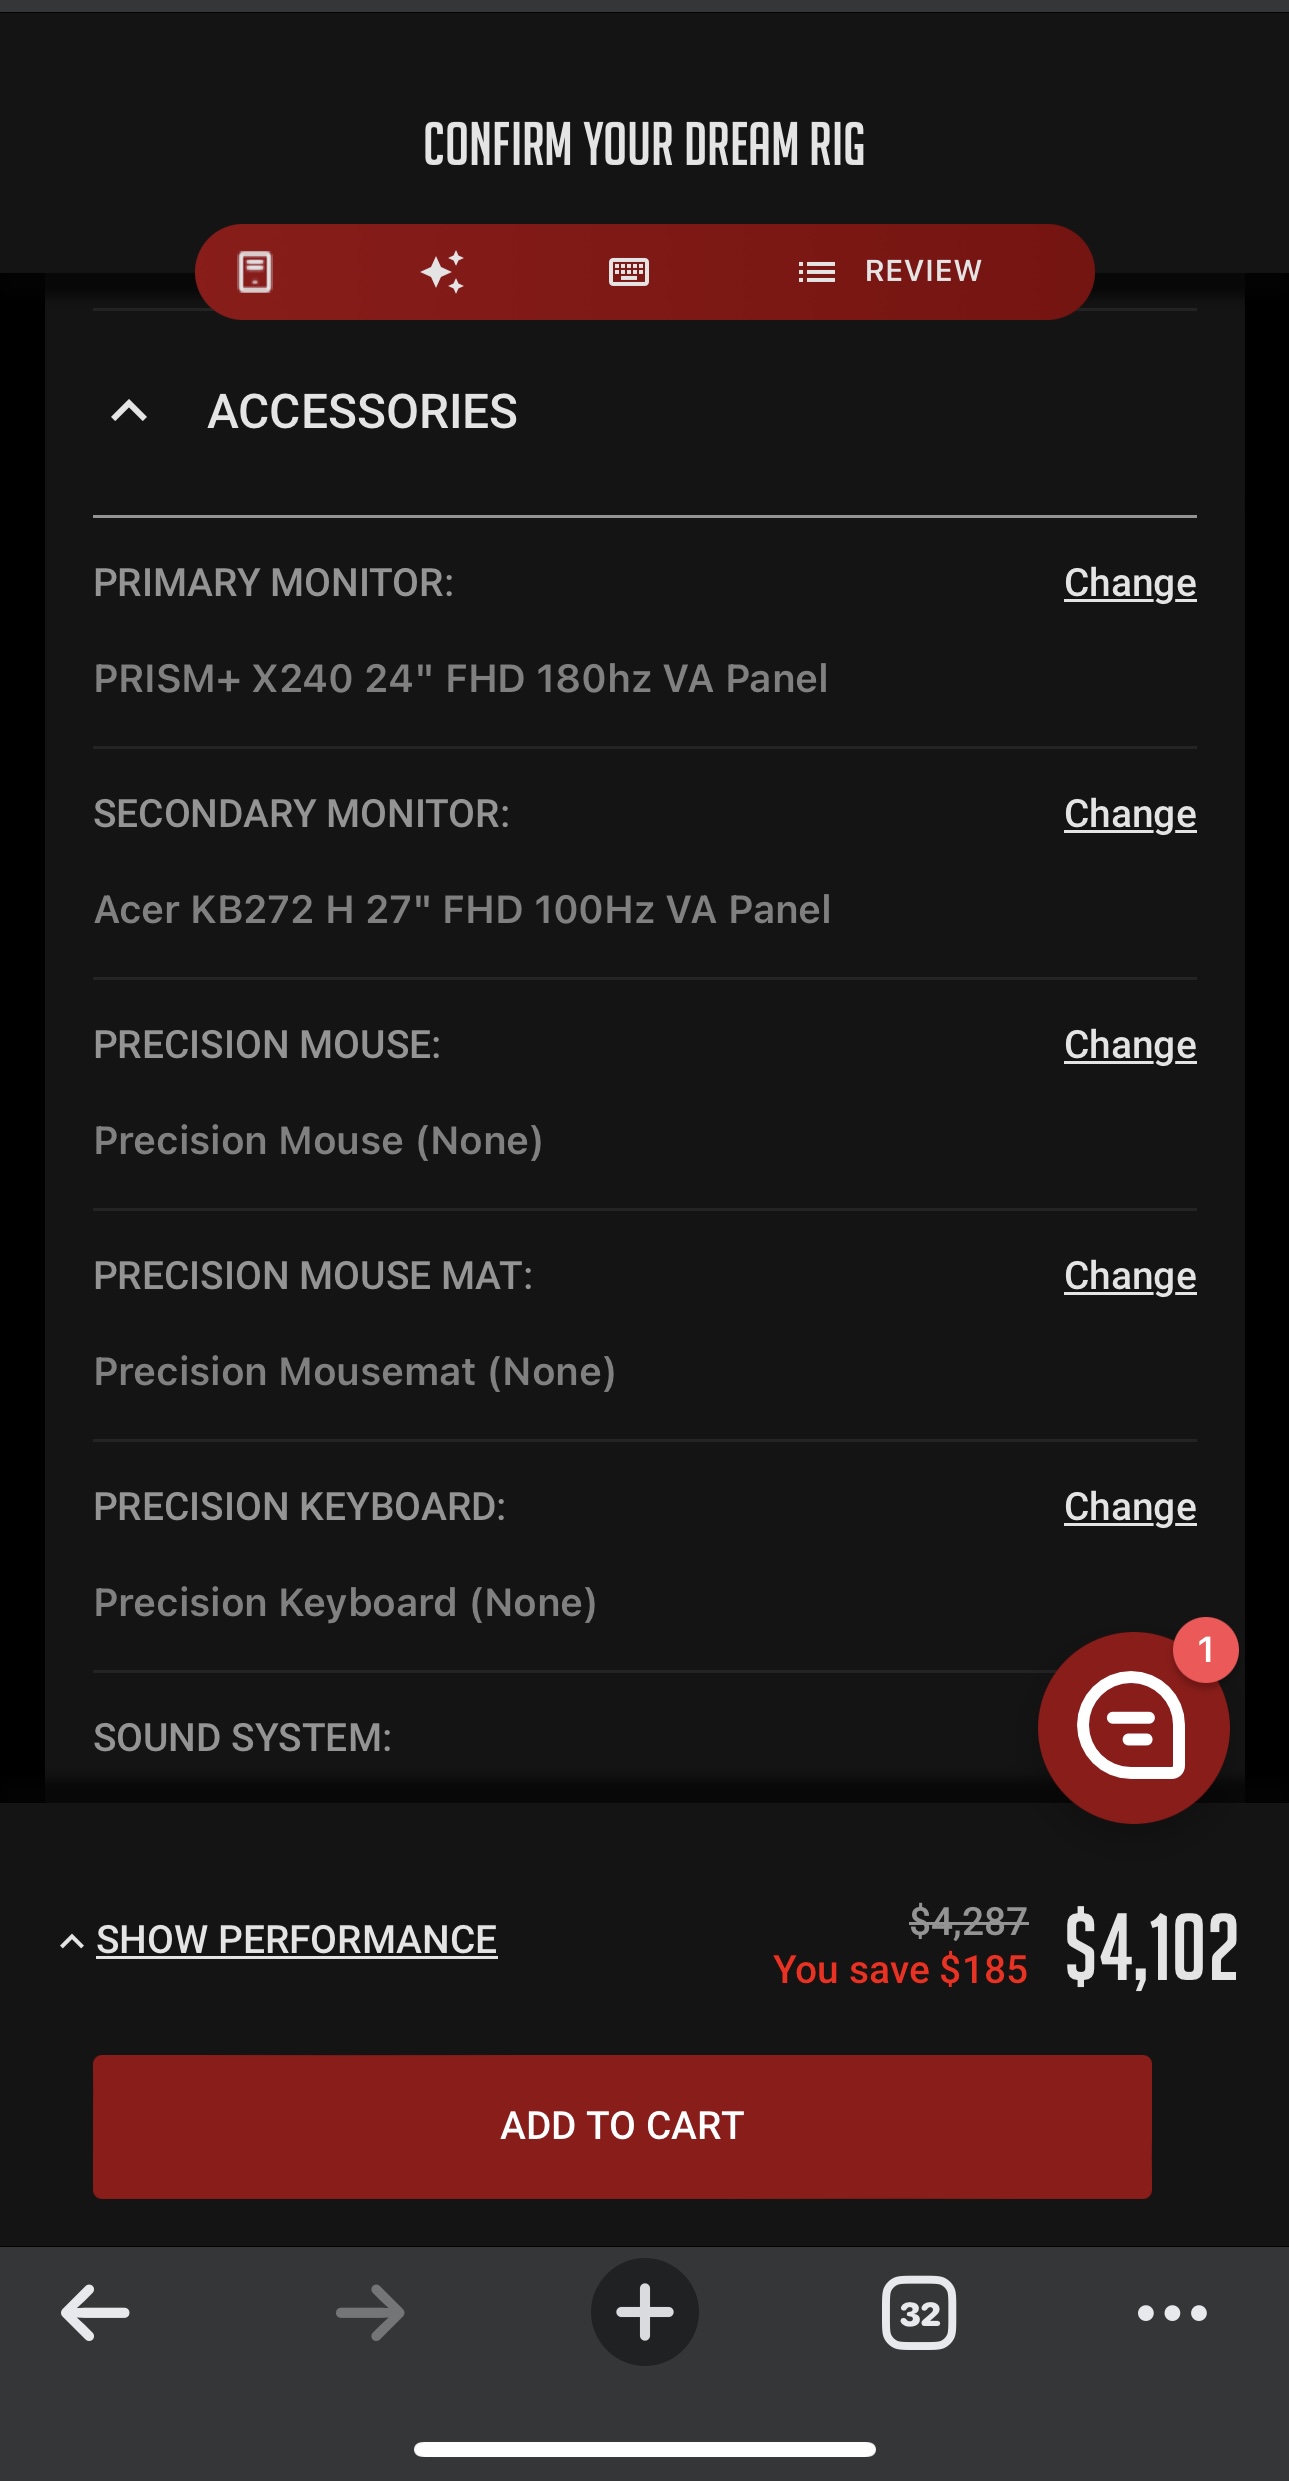 CONFIRM YOUR DREAM RIG
REVIEW
ACCESSORIES
PRIMARY MONITOR:
Change
PRISM+ X240 24" FHD 180hz VA Panel
SECONDARY MONITOR:
Change
Acer KB272 H 27" FHD 100Hz VA Panel
PRECISION MOUSE:
Change
Precision Mouse (None)
PRECISION MOUSE MAT:
Change
Precision Mousemat (None)
PRECISION KEYBOARD:
Change
Precision Keyboard (None)
1
SOUND SYSTEM:
SHOW PERFORMANCE
$4,287
You save $185
$4,102
ADD TO CART
32